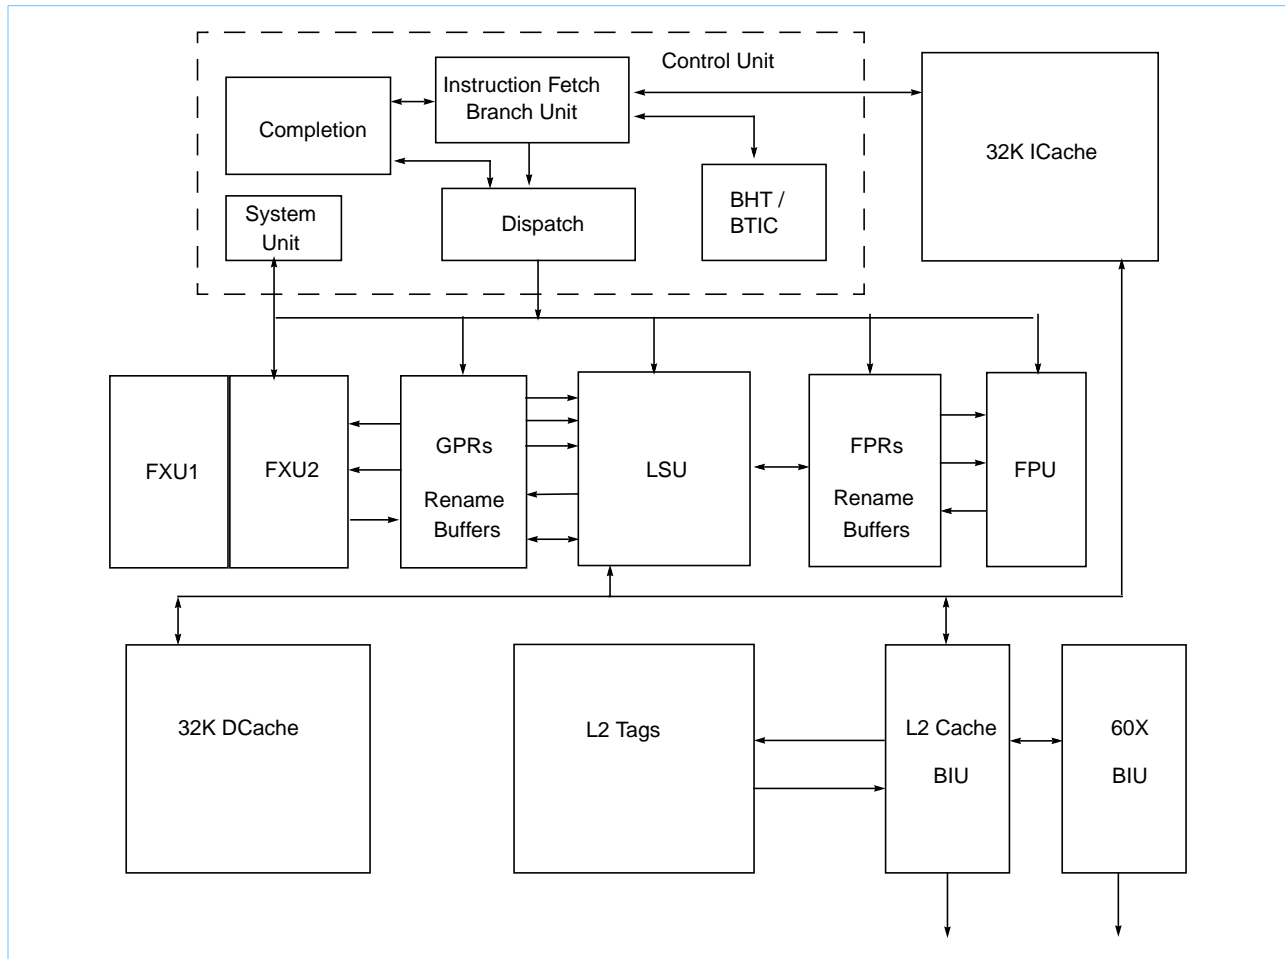 Control Unit
Instruction Fetch
Branch Unit
Completion
32K ICache
BHT /
BTIC
System
Unit
Dispatch
FXU1
FXU2
GPRs
Rename
Buffers
LSU
FPRs
Rename
Buffers
FPU
32K DCache
L2 Tags
L2 Cache
BIU
60X
BIU